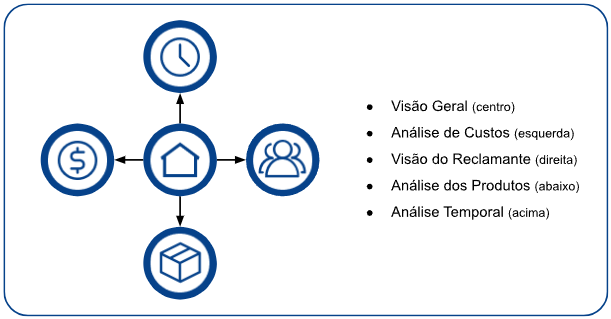 ● Visão Geral (centro)
● Análise de Custos (esquerda)
● Visão do Reclamante (direita)
● Análise dos Produtos (abaixo)
● Análise Temporal (acima)
$